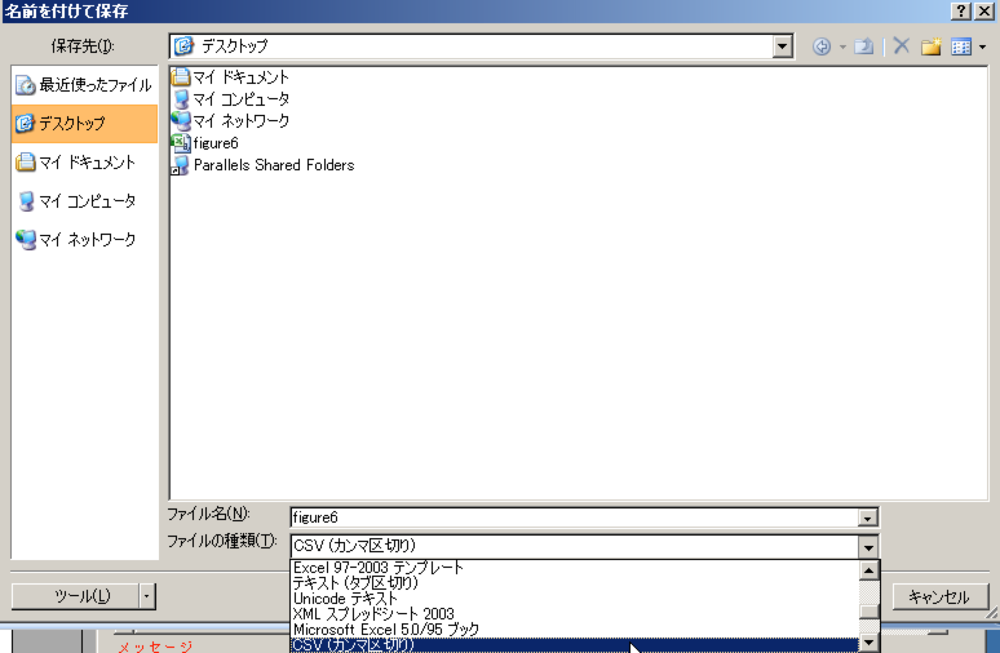 名前を付けて保存
保存先(I):
デスクトップ
最近使ったファイル
デスクトップ
マイ ドキュメント
マイ コンピュータ
マイ ネットワーク
マイ ドキュメント
マイ コンピュータ
マイ ネットワーク
figure6
Parallels Shared Folders
ファイル名(N):
figure6
ファイルの種類(T):
CSV (カンマ区切り)
Excel 97-2003 テンプレート
テキスト (タブ区切り)
Unicode テキスト
XML スプレッドシート 2003
Microsoft Excel 5.0/95 ブック
CSV (カンマ区切り)
ツール(L)
キャンセル
メッセージ